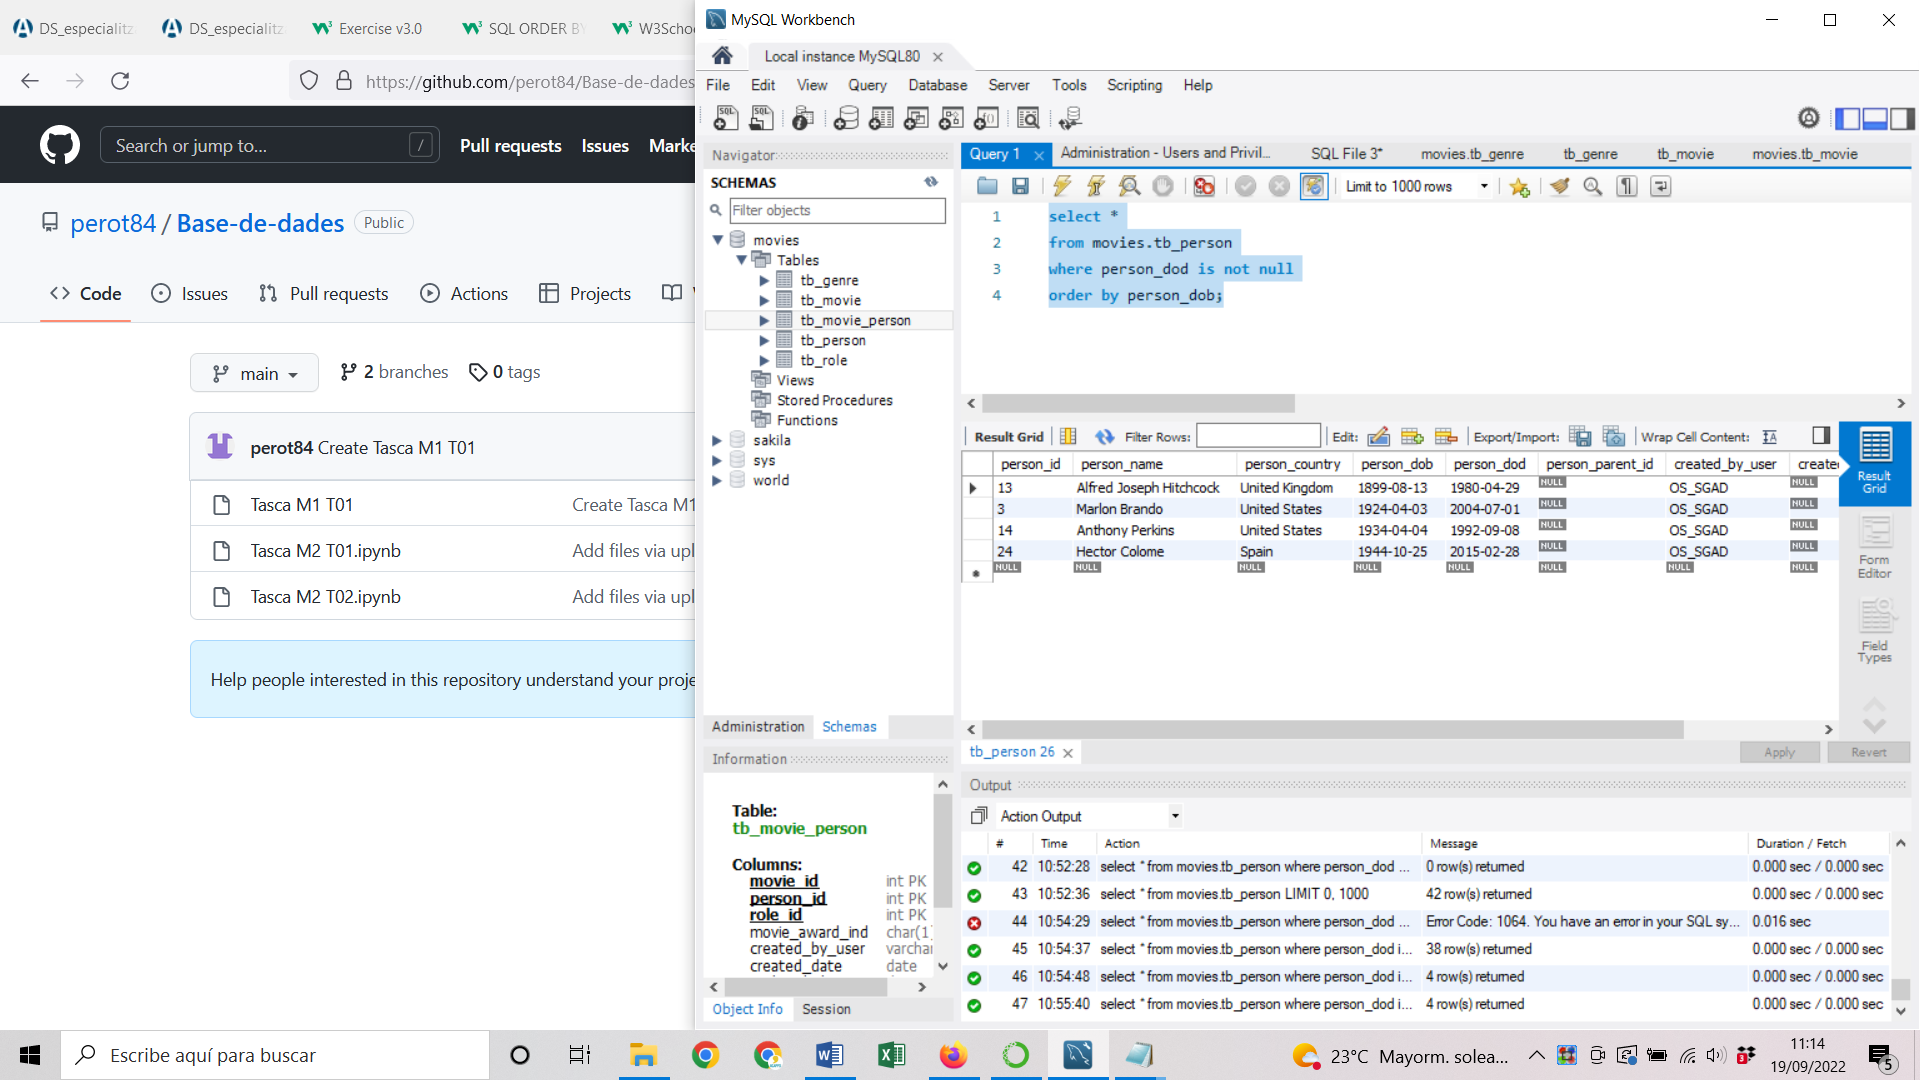 DS_especialitz
DS_especialitz
Exercise v3.0
SQL ORDER BY
W3Scho
https://github.com/perot84/Base-de-dades
Search or jump to...
/
Pull requests
Issues
Marke
perot84 / Base-de-dades
Public
Code
Issues
Pull requests
Actions
Projects
main
2 branches
0 tags
perot84 Create Tasca M1 T01
Tasca M1 T01
Create Tasca M1
Tasca M2 T01.ipynb
Add files via upl
Tasca M2 T02.ipynb
Add files via upl
Help people interested in this repository understand your proje
MySQL Workbench
Local instance MySQL80
File
Edit
View
Query
Database
Server
Tools
Scripting
Help
Navigator
SCHEMAS
Filter objects
movies
Tables
tb_genre
tb_movie
tb_movie_person
tb_person
tb_role
Views
Stored Procedures
Functions
sakila
sys
world
Administration
Schemas
Information
Table:
tb_movie_person
Columns:
movie_id int PK
person_id int PK
role_id int PK
movie_award_ind char(1)
created_by_user varchar
created_date date
Object Info
Session
Query 1
Administration - Users and Privil...
SQL File 3*
movies.tb_genre
tb_genre
tb_movie
movies.tb_movie
Limit to 1000 rows
1 select *
2 from movies.tb_person
3 where person_dod is not null
4 order by person_dob;
Result Grid
Filter Rows:
Edit:
Export/Import:
Wrap Cell Content:
person_id person_name person_country person_dob person_dod person_parent_id created_by_user create
13 Alfred Joseph Hitchcock United Kingdom 1899-08-13 1980-04-29 NULL OS_SGAD NULL
3 Marlon Brando United States 1924-04-03 2004-07-01 NULL OS_SGAD NULL
14 Anthony Perkins United States 1934-04-04 1992-09-08 NULL OS_SGAD NULL
24 Hector Colome Spain 1944-10-25 2015-02-28 NULL OS_SGAD NULL
NULL NULL NULL NULL NULL NULL NULL NULL
Result
Grid
Form
Editor
Field
Types
tb_person 26
Apply
Revert
Output
Action Output
# Time Action Message Duration / Fetch
42 10:52:28 select * from movies.tb_person where person_dod ... 0 row(s) returned 0.000 sec / 0.000 sec
43 10:52:36 select * from movies.tb_person LIMIT 0, 1000 42 row(s) returned 0.000 sec / 0.000 sec
44 10:54:29 select * from movies.tb_person where person_dod ... Error Code: 1064. You have an error in your SQL sy... 0.016 sec
45 10:54:37 select * from movies.tb_person where person_dod i... 38 row(s) returned 0.000 sec / 0.000 sec
46 10:54:48 select * from movies.tb_person where person_dod i... 4 row(s) returned 0.000 sec / 0.000 sec
47 10:55:40 select * from movies.tb_person where person_dod i... 4 row(s) returned 0.000 sec / 0.000 sec
Escribe aquí para buscar
23°C Mayorm. solea...
11:14
19/09/2022
5